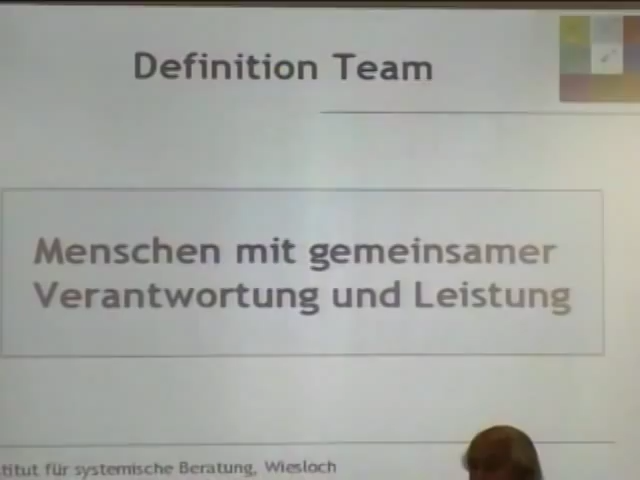 Definition Team
Menschen mit gemeinsamer
Verantwortung und Leistung
titut für systemische Beratung, Wiesloch